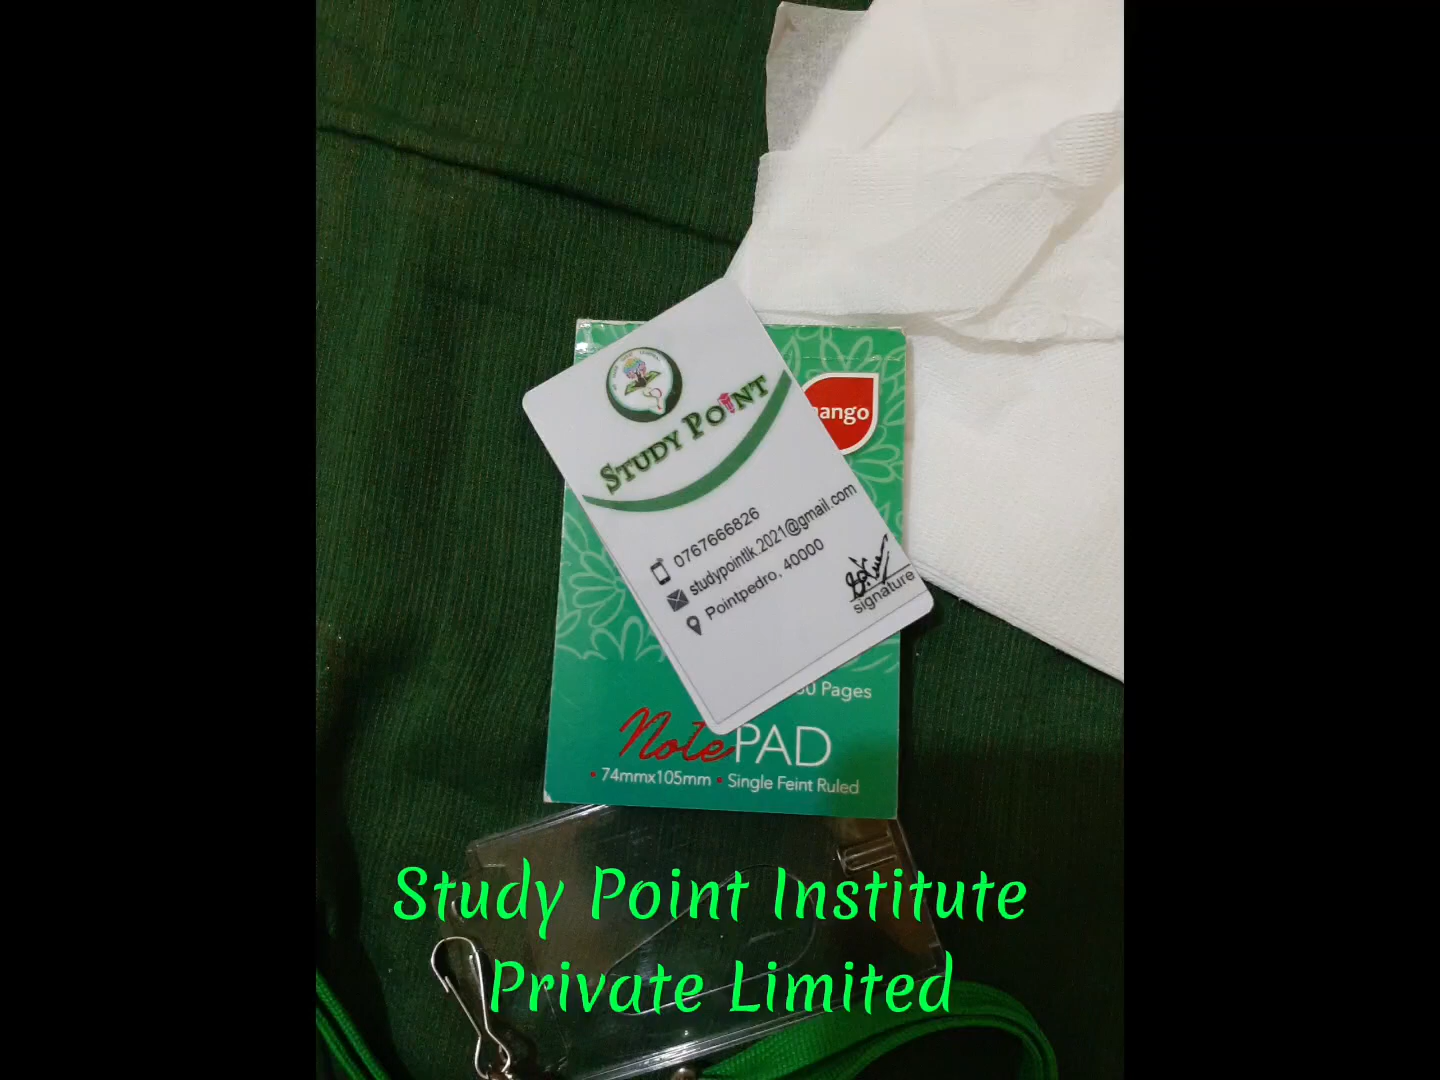 STUDY POINT
0767666826
studypointlk.2021@gmail.com
Pointpedro, 40000
signature
ango
Pages
Note PAD
• 74mmx105mm • Single Feint Ruled
Study Point Institute
Private Limited